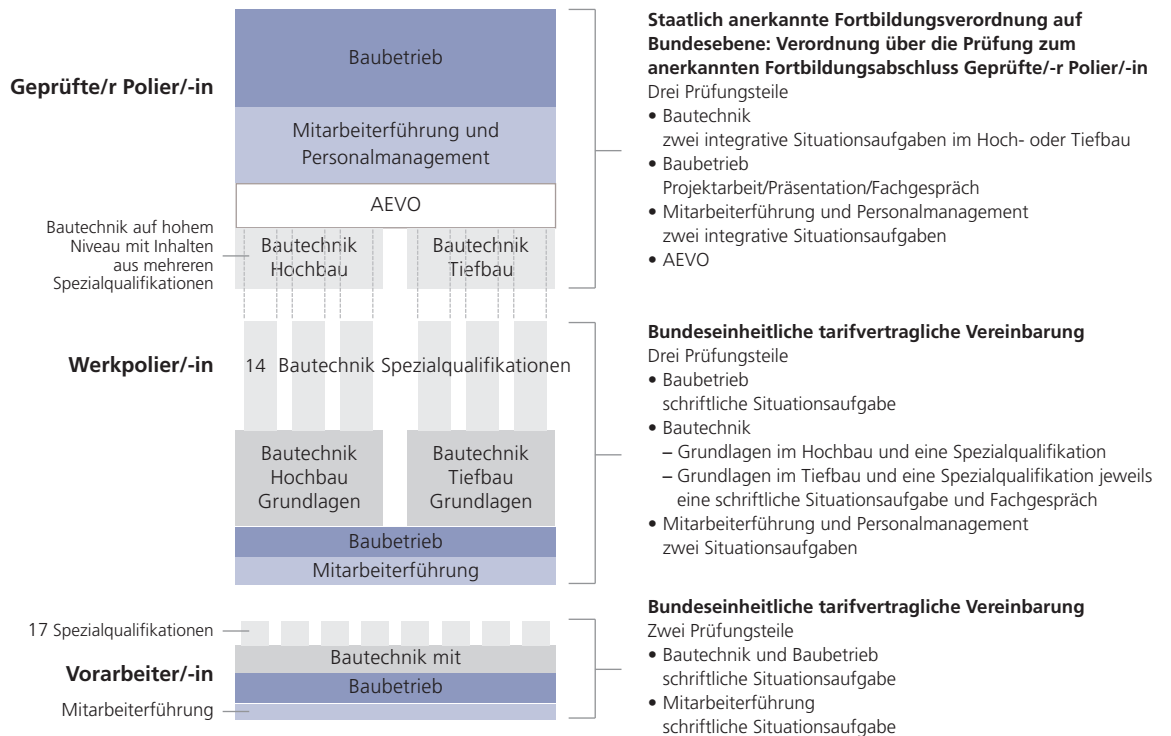 Geprüfte/r Polier/-in
Baubetrieb
Mitarbeiterführung und
Personalmanagement
AEVO
Bautechnik auf hohem
Niveau mit Inhalten
aus mehreren
Spezialqualifikationen
Bautechnik
Hochbau
Bautechnik
Tiefbau
Staatlich anerkannte Fortbildungsverordnung auf
Bundesebene: Verordnung über die Prüfung zum
anerkannten Fortbildungsabschluss Geprüfte/-r Polier/-in
Drei Prüfungsteile
• Bautechnik
zwei integrative Situationsaufgaben im Hoch- oder Tiefbau
• Baubetrieb
Projektarbeit/Präsentation/Fachgespräch
• Mitarbeiterführung und Personalmanagement
zwei integrative Situationsaufgaben
• AEVO
Werkpolier/-in
14 Bautechnik Spezialqualifikationen
Bautechnik
Hochbau
Grundlagen
Bautechnik
Tiefbau
Grundlagen
Baubetrieb
Mitarbeiterführung
Bundeseinheitliche tarifvertragliche Vereinbarung
Drei Prüfungsteile
• Baubetrieb
schriftliche Situationsaufgabe
• Bautechnik
– Grundlagen im Hochbau und eine Spezialqualifikation
– Grundlagen im Tiefbau und eine Spezialqualifikation jeweils
eine schriftliche Situationsaufgabe und Fachgespräch
• Mitarbeiterführung und Personalmanagement
zwei Situationsaufgaben
17 Spezialqualifikationen
Vorarbeiter/-in
Bautechnik mit
Baubetrieb
Mitarbeiterführung
Bundeseinheitliche tarifvertragliche Vereinbarung
Zwei Prüfungsteile
• Bautechnik und Baubetrieb
schriftliche Situationsaufgabe
• Mitarbeiterführung
schriftliche Situationsaufgabe